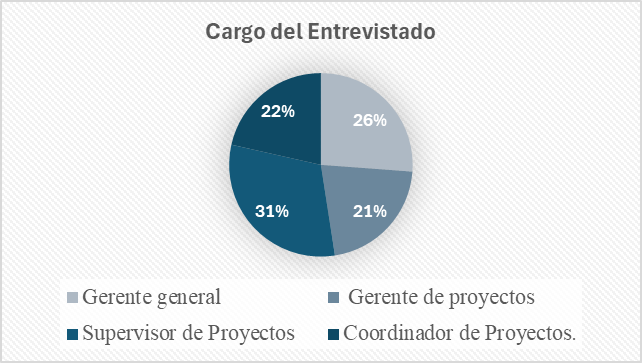 Cargo del Entrevistado
22%
26%
31%
21%
Gerente general
Gerente de proyectos
Supervisor de Proyectos
Coordinador de Proyectos.